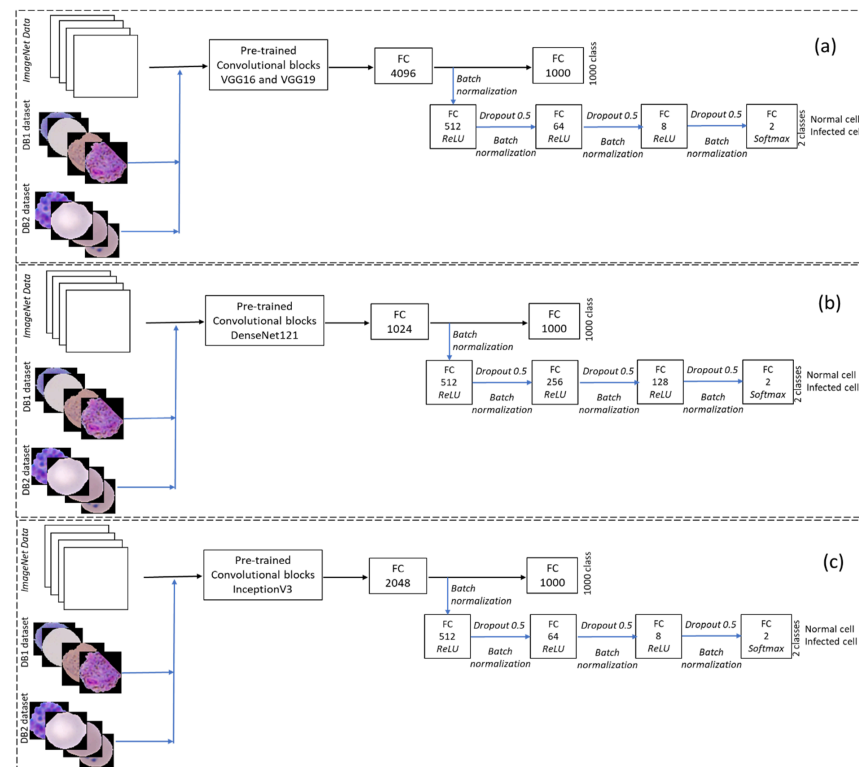 (a)
ImageNet Data
DB1 dataset
DB2 dataset
Pre-trained
Convolutional blocks
VGG16 and VGG19
FC
4096
Batch
normalization
FC
1000
1000 class
FC
512
ReLU
Dropout 0.5
Batch
normalization
FC
64
ReLU
Dropout 0.5
Batch
normalization
FC
8
ReLU
Dropout 0.5
Batch
normalization
FC
2
Softmax
2 classes
Normal cell
Infected cell
(b)
ImageNet Data
DB1 dataset
DB2 dataset
Pre-trained
Convolutional blocks
DenseNet121
FC
1024
Batch
normalization
FC
1000
1000 class
FC
512
ReLU
Dropout 0.5
Batch
normalization
FC
256
ReLU
Dropout 0.5
Batch
normalization
FC
128
ReLU
Dropout 0.5
Batch
normalization
FC
2
Softmax
2 classes
Normal cell
Infected cell
(c)
ImageNet Data
DB1 dataset
DB2 dataset
Pre-trained
Convolutional blocks
InceptionV3
FC
2048
Batch
normalization
FC
1000
1000 class
FC
512
ReLU
Dropout 0.5
Batch
normalization
FC
64
ReLU
Dropout 0.5
Batch
normalization
FC
8
ReLU
Dropout 0.5
Batch
normalization
FC
2
Softmax
2 classes
Normal cell
Infected cell